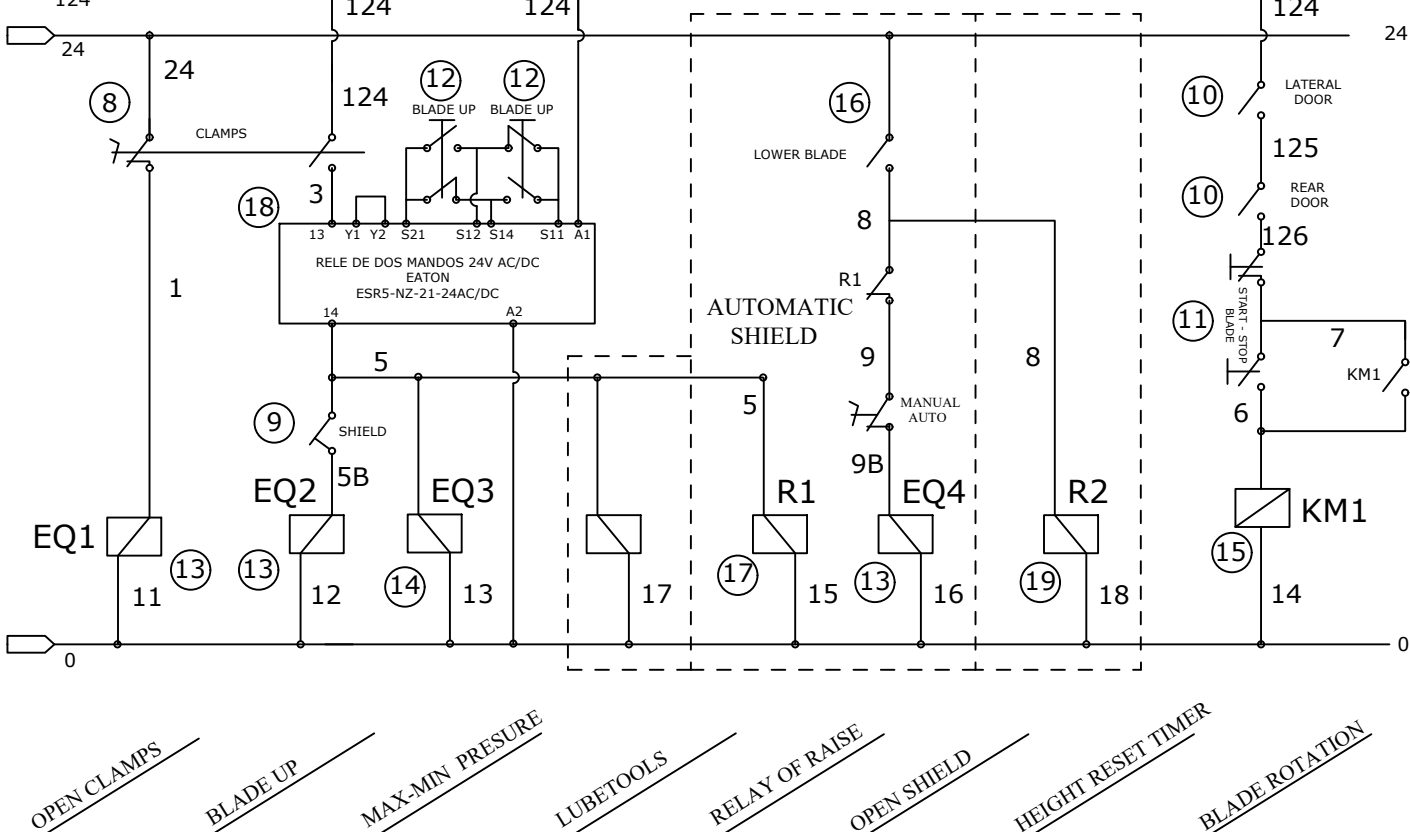 124
124
124
124
24
24
24
8
124
12
12
16
10
LATERAL
DOOR
BLADE UP
BLADE UP
CLAMPS
LOWER BLADE
125
3
18
10
REAR
DOOR
8
126
13 Y1 Y2 S21 S12 S14 S11 A1
RELE DE DOS MANDOS 24V AC/DC
EATON
ESR5-NZ-21-24AC/DC
14
A2
1
R1
AUTOMATIC
SHIELD
START - STOP
BLADE
11
7
KM1
5
9
8
5
MANUAL
AUTO
9
SHIELD
6
5B
9B
EQ1
EQ2
EQ3
R1
EQ4
R2
KM1
13
13
14
17
13
19
15
11
12
13
17
15
16
18
14
0
0
OPEN CLAMPS
BLADE UP
MAX-MIN PRESURE
LUBETOOLS
RELAY OF RAISE
OPEN SHIELD
HEIGHT RESET TIMER
BLADE ROTATION